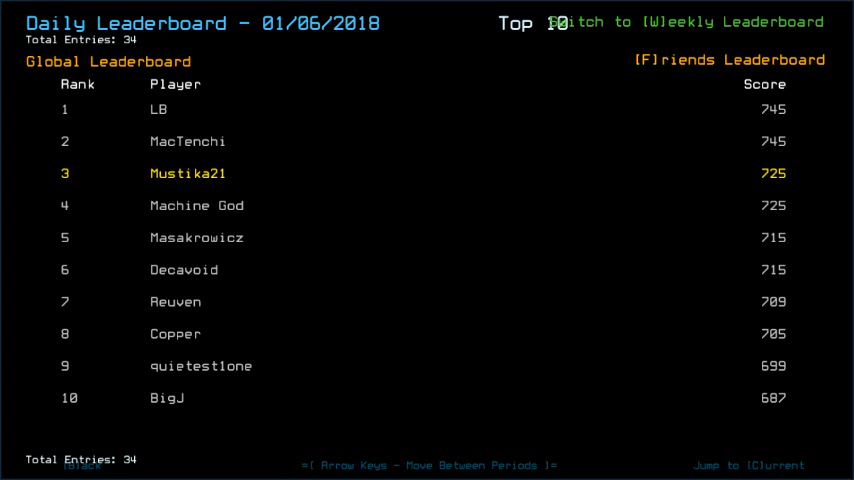 Daily Leaderboard - 01/06/2018 Top 10 Switch to [W]eekly Leaderboard
Total Entries: 34
Global Leaderboard [F]riends Leaderboard
Rank Player Score
1 LB 745
2 MacTenchi 745
3 Mustika21 725
4 Machine God 725
5 Masakrowicz 715
6 Decavoid 715
7 Reuven 709
8 Copper 705
9 quietest1one 699
10 BigJ 687
Total Entries: 34
[B]ack =[ Arrow Keys - Move Between Periods ]= Jump to [C]urrent